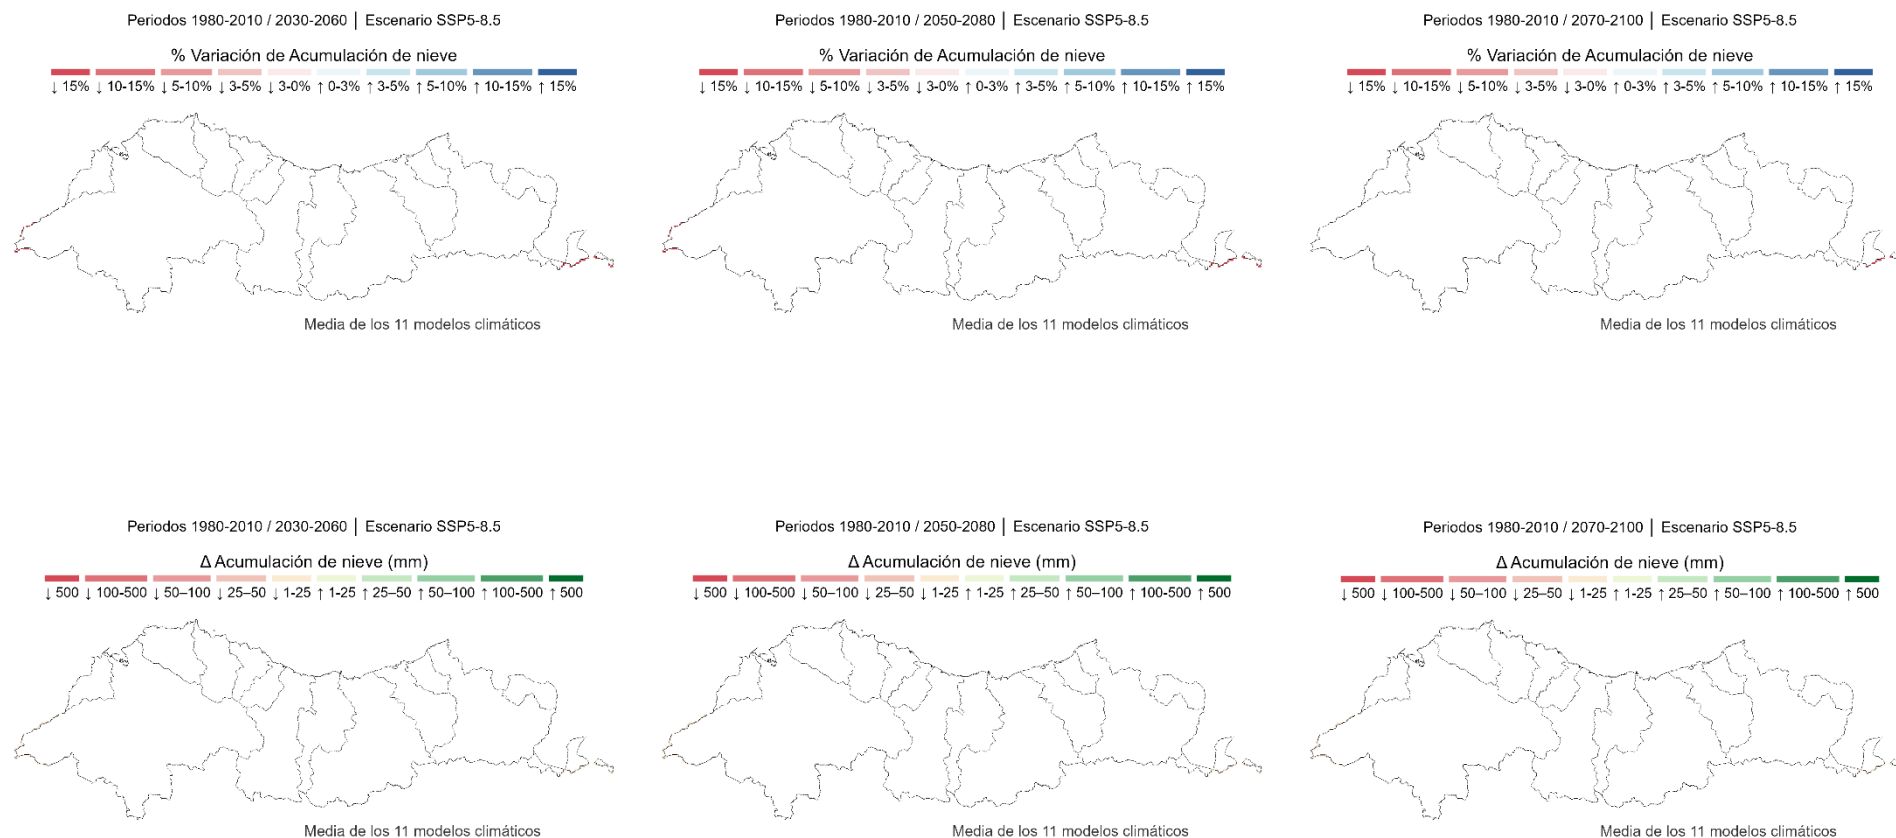 Periodos 1980-2010 / 2030-2060 | Escenario SSP5-8.5
% Variación de Acumulación de nieve
↓ 15% ↓ 10-15% ↓ 5-10% ↓ 3-5% ↓ 3-0% ↑ 0-3% ↑ 3-5% ↑ 5-10% ↑ 10-15% ↑ 15%
Media de los 11 modelos climáticos
Periodos 1980-2010 / 2050-2080 | Escenario SSP5-8.5
% Variación de Acumulación de nieve
↓ 15% ↓ 10-15% ↓ 5-10% ↓ 3-5% ↓ 3-0% ↑ 0-3% ↑ 3-5% ↑ 5-10% ↑ 10-15% ↑ 15%
Media de los 11 modelos climáticos
Periodos 1980-2010 / 2070-2100 | Escenario SSP5-8.5
% Variación de Acumulación de nieve
↓ 15% ↓ 10-15% ↓ 5-10% ↓ 3-5% ↓ 3-0% ↑ 0-3% ↑ 3-5% ↑ 5-10% ↑ 10-15% ↑ 15%
Media de los 11 modelos climáticos
Periodos 1980-2010 / 2030-2060 | Escenario SSP5-8.5
Δ Acumulación de nieve (mm)
↓ 500 ↓ 100-500 ↓ 50–100 ↓ 25–50 ↓ 1-25 ↑ 1-25 ↑ 25–50 ↑ 50–100 ↑ 100-500 ↑ 500
Media de los 11 modelos climáticos
Periodos 1980-2010 / 2050-2080 | Escenario SSP5-8.5
Δ Acumulación de nieve (mm)
↓ 500 ↓ 100-500 ↓ 50–100 ↓ 25–50 ↓ 1-25 ↑ 1-25 ↑ 25–50 ↑ 50–100 ↑ 100-500 ↑ 500
Media de los 11 modelos climáticos
Periodos 1980-2010 / 2070-2100 | Escenario SSP5-8.5
Δ Acumulación de nieve (mm)
↓ 500 ↓ 100-500 ↓ 50–100 ↓ 25–50 ↓ 1-25 ↑ 1-25 ↑ 25–50 ↑ 50–100 ↑ 100-500 ↑ 500
Media de los 11 modelos climáticos